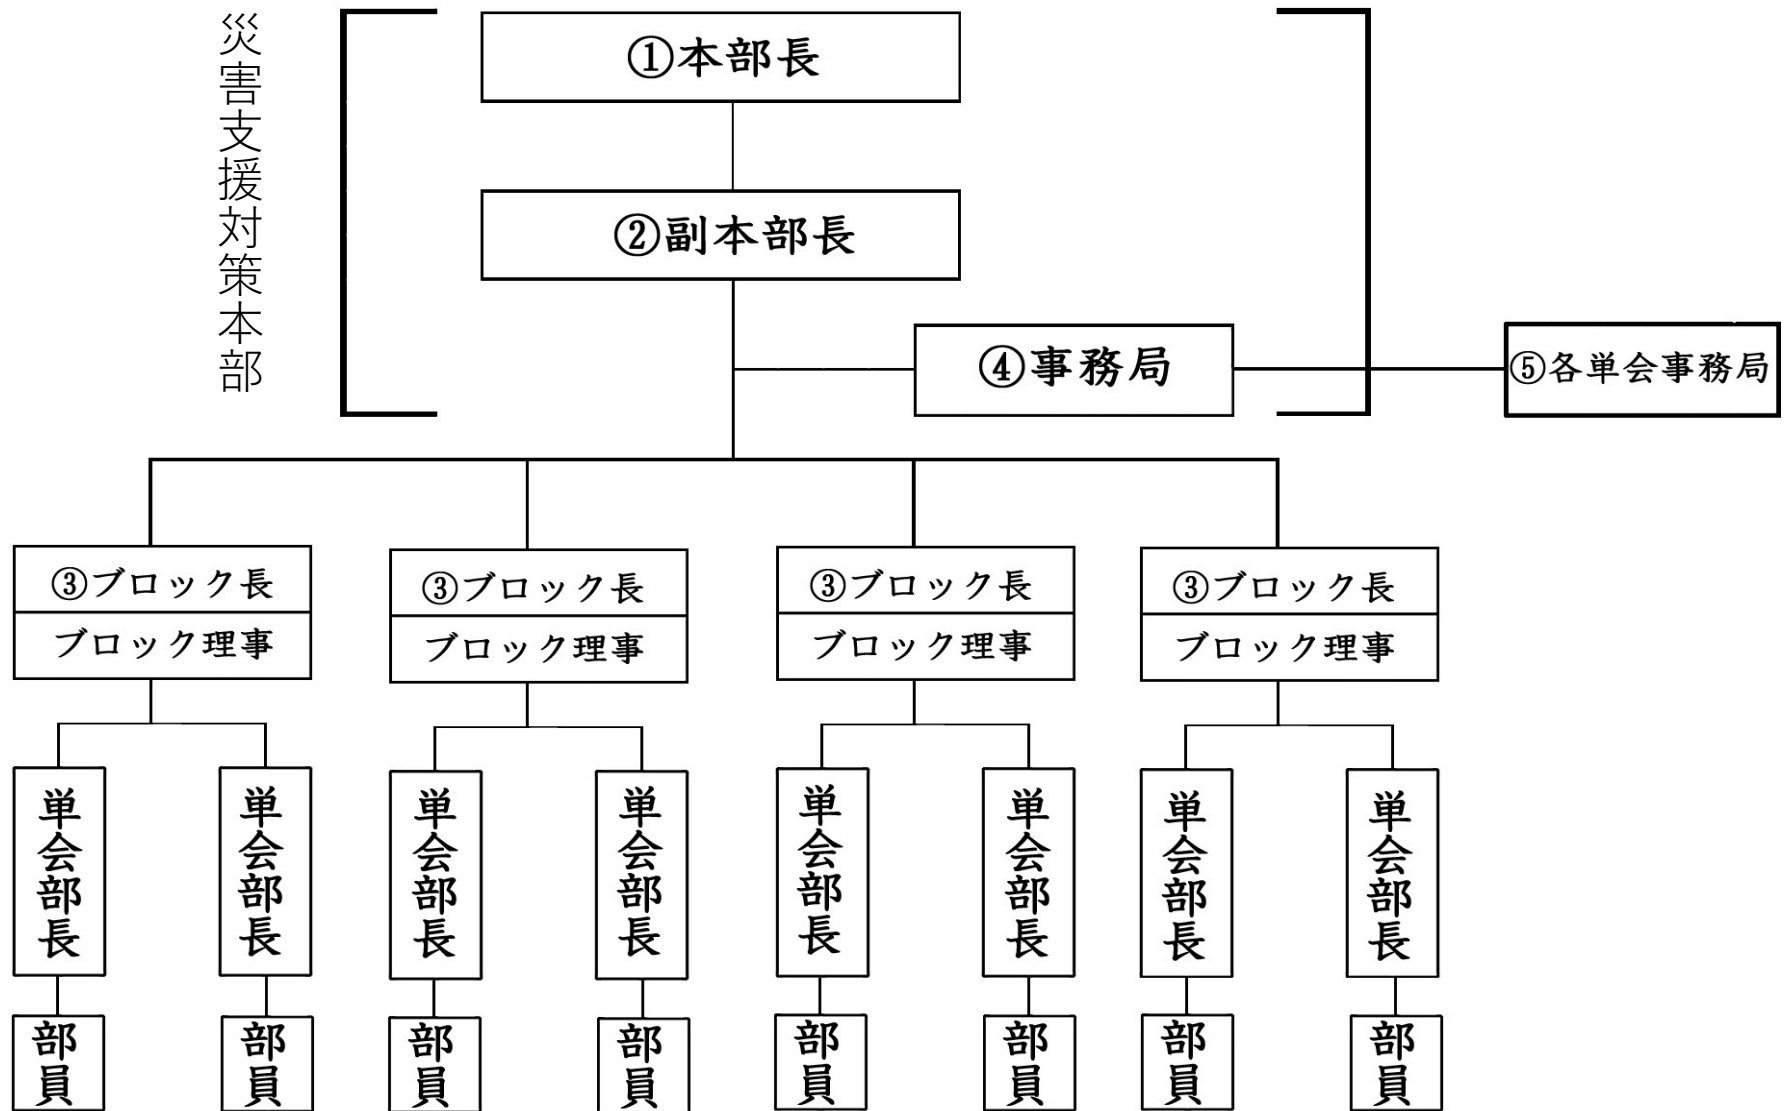 災害支援対策本部
①本部長
②副本部長
④事務局
⑤各単会事務局
③ブロック長
ブロック理事
③ブロック長
ブロック理事
③ブロック長
ブロック理事
③ブロック長
ブロック理事
単会部長
単会部長
単会部長
単会部長
単会部長
単会部長
単会部長
単会部長
部員
部員
部員
部員
部員
部員
部員
部員